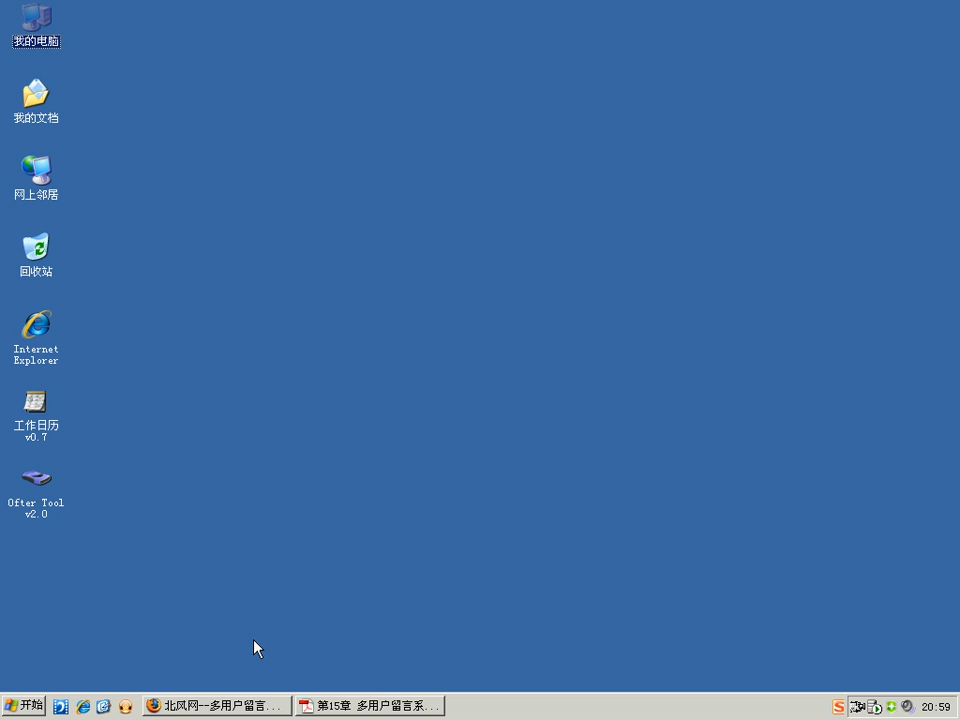 我的电脑
我的文档
网上邻居
回收站
Internet
Explorer
工作日历
v0.7
Ofter Tool
v2.0
开始
北风网--多用户留言...
第15章 多用户留言系...
20:59